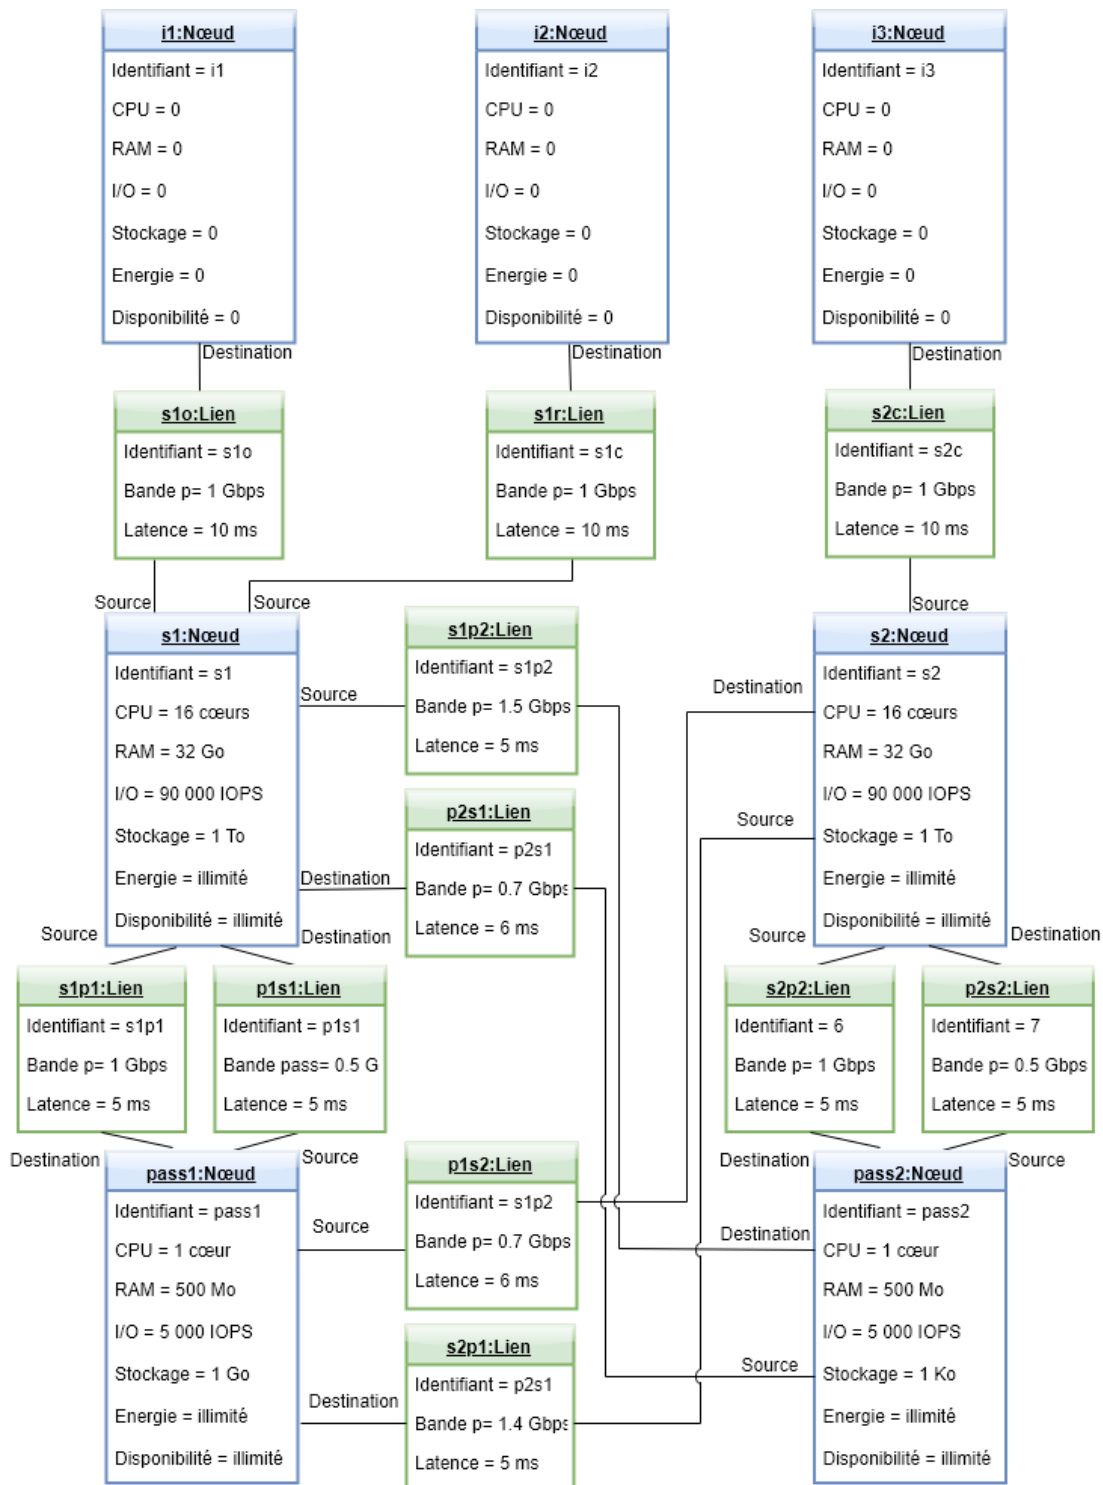 i1:Nœud
Identifiant = i1
CPU = 0
RAM = 0
I/O = 0
Stockage = 0
Energie = 0
Disponibilité = 0
i2:Nœud
Identifiant = i2
CPU = 0
RAM = 0
I/O = 0
Stockage = 0
Energie = 0
Disponibilité = 0
i3:Nœud
Identifiant = i3
CPU = 0
RAM = 0
I/O = 0
Stockage = 0
Energie = 0
Disponibilité = 0
Destination
Destination
Destination
s1o:Lien
Identifiant = s1o
Bande p= 1 Gbps
Latence = 10 ms
s1r:Lien
Identifiant = s1c
Bande p= 1 Gbps
Latence = 10 ms
s2c:Lien
Identifiant = s2c
Bande p= 1 Gbps
Latence = 10 ms
Source
Source
Source
s1:Nœud
Identifiant = s1
CPU = 16 cœurs
RAM = 32 Go
I/O = 90 000 IOPS
Stockage = 1 To
Energie = illimité
Disponibilité = illimité
Source
s1p2:Lien
Identifiant = s1p2
Bande p= 1.5 Gbps
Latence = 5 ms
Destination
p2s1:Lien
Identifiant = p2s1
Bande p= 0.7 Gbps
Latence = 6 ms
Destination
Source
s2:Nœud
Identifiant = s2
CPU = 16 cœurs
RAM = 32 Go
I/O = 90 000 IOPS
Stockage = 1 To
Energie = illimité
Disponibilité = illimité
Source
Destination
Source
Destination
s1p1:Lien
Identifiant = s1p1
Bande p= 1 Gbps
Latence = 5 ms
p1s1:Lien
Identifiant = p1s1
Bande pass= 0.5 G
Latence = 5 ms
s2p2:Lien
Identifiant = 6
Bande p= 1 Gbps
Latence = 5 ms
p2s2:Lien
Identifiant = 7
Bande p= 0.5 Gbps
Latence = 5 ms
Destination
Source
Destination
Source
pass1:Nœud
Identifiant = pass1
CPU = 1 cœur
RAM = 500 Mo
I/O = 5 000 IOPS
Stockage = 1 Go
Energie = illimité
Disponibilité = illimité
Source
p1s2:Lien
Identifiant = s1p2
Bande p= 0.7 Gbps
Latence = 6 ms
Destination
s2p1:Lien
Identifiant = p2s1
Bande p= 1.4 Gbps
Latence = 5 ms
Destination
Source
pass2:Nœud
Identifiant = pass2
CPU = 1 cœur
RAM = 500 Mo
I/O = 5 000 IOPS
Stockage = 1 Ko
Energie = illimité
Disponibilité = illimité